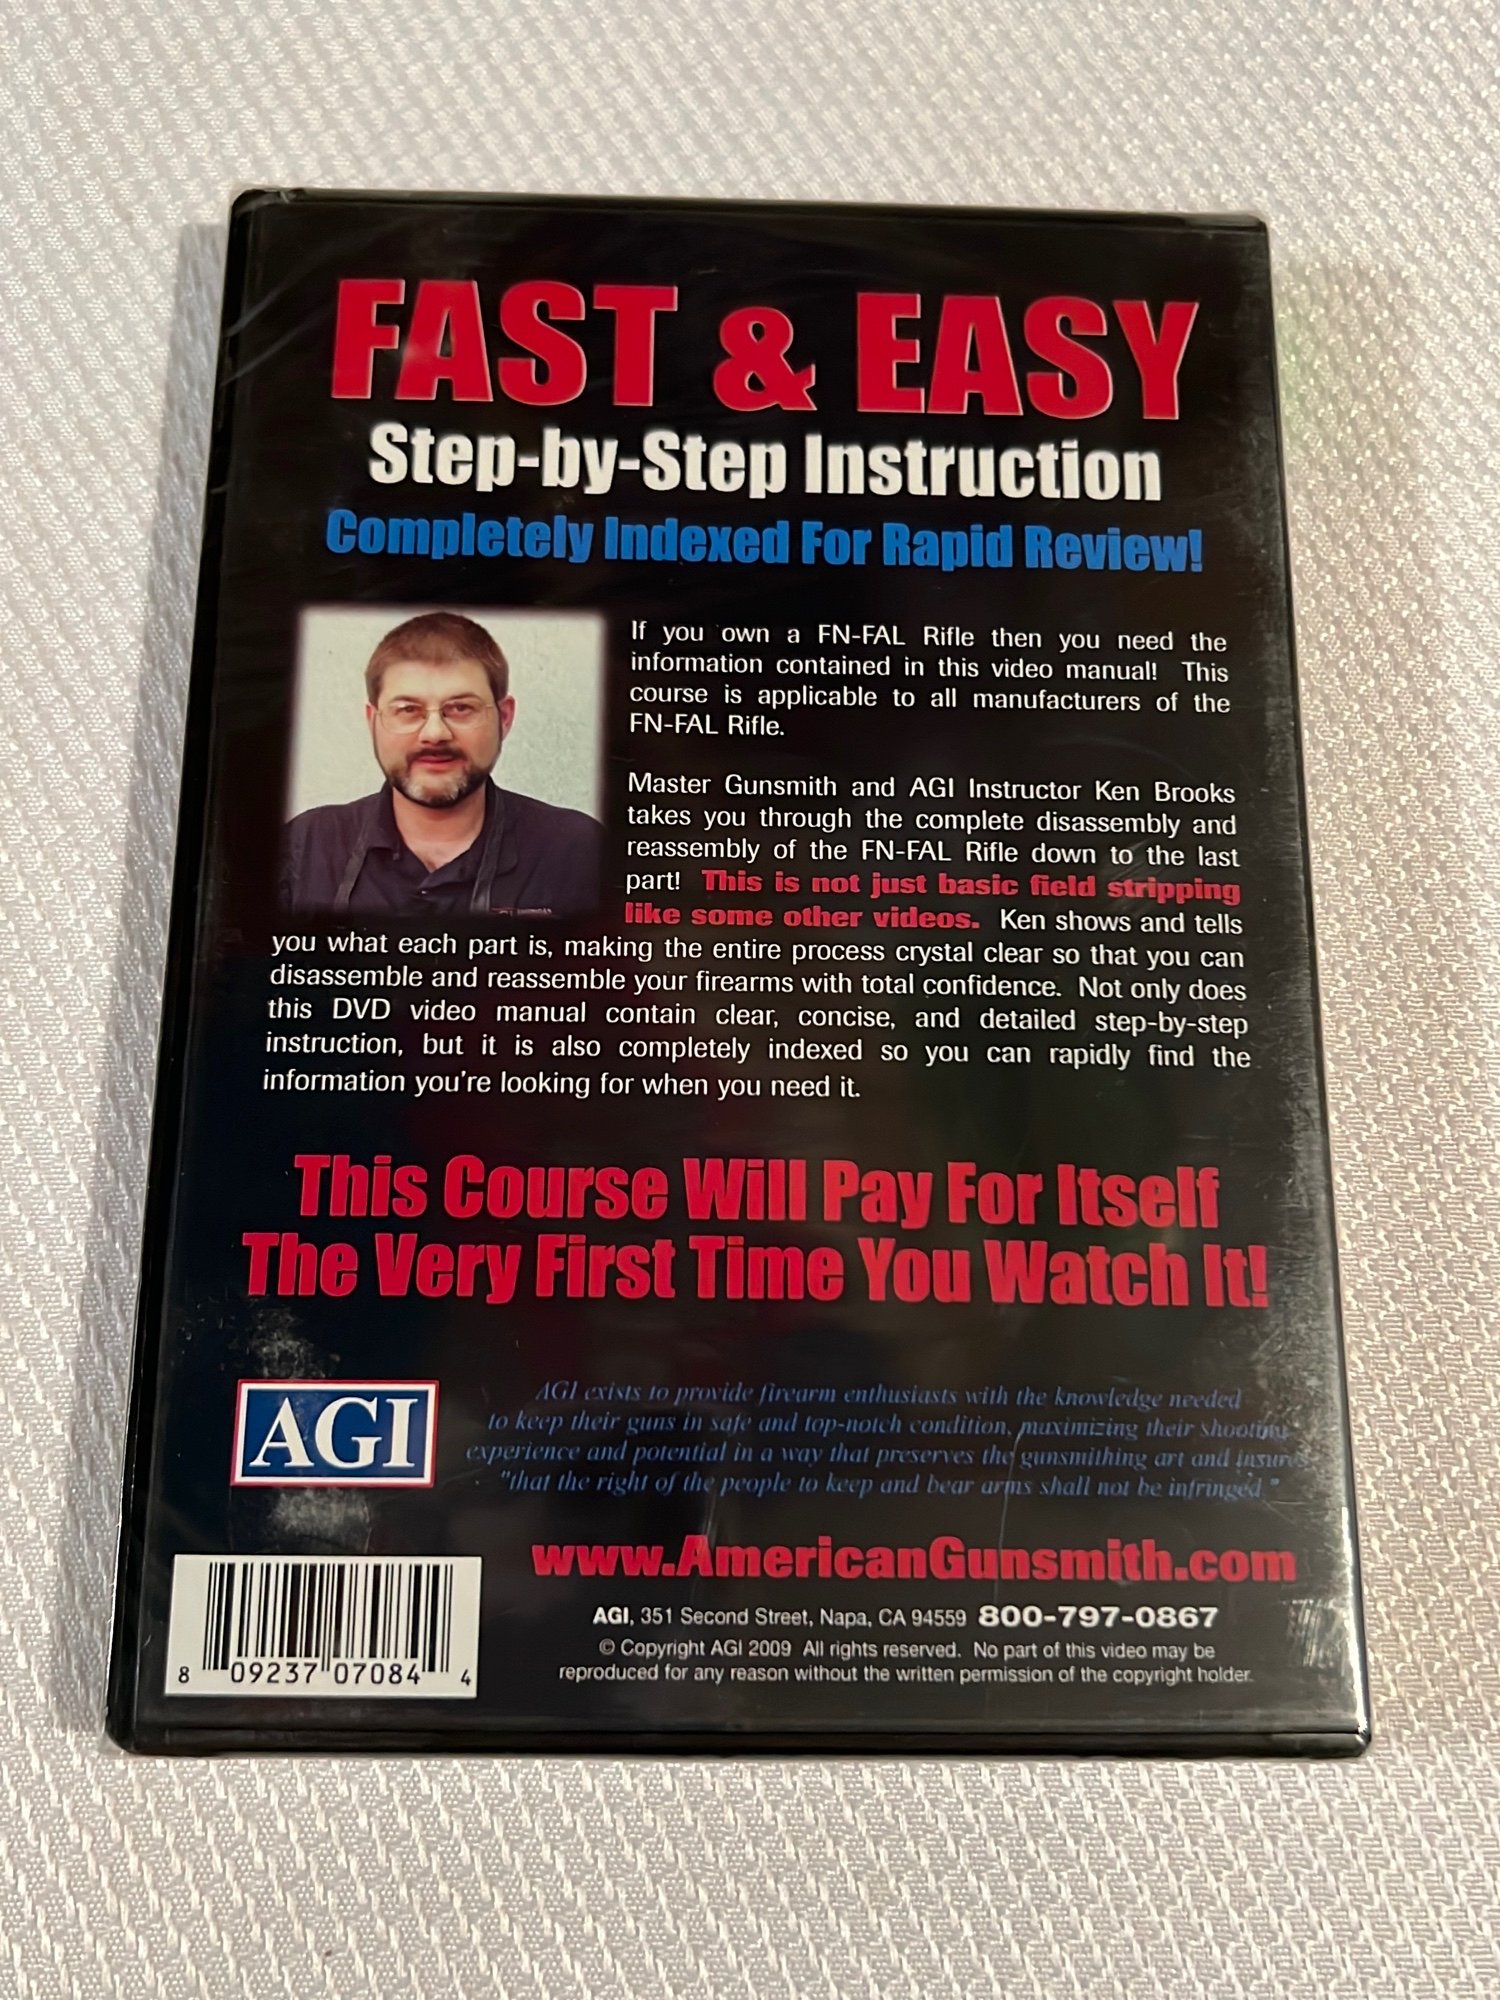 FAST & EASY
Step-by-Step Instruction
Completely Indexed For Rapid Review!
If you own a FN-FAL Rifle then you need the
information contained in this video manual! This
course is applicable to all manufacturers of the
FN-FAL Rifle.
Master Gunsmith and AGI Instructor Ken Brooks
takes you through the complete disassembly and
reassembly of the FN-FAL Rifle down to the last
part! This is not just basic field stripping
like some other videos. Ken shows and tells
you what each part is, making the entire process crystal clear so that you can
disassemble and reassemble your firearms with total confidence. Not only does
this DVD video manual contain clear, concise, and detailed step-by-step
instruction, but it is also completely indexed so you can rapidly find the
information you're looking for when you need it.
This Course Will Pay For Itself
The Very First Time You Watch It!
AGI
AGI exists to provide firearm enthusiasts with the knowledge needed
to keep their guns in safe and top-notch condition, maximizing their shooting
experience and potential in a way that preserves the gunsmithing art and insures
"that the right of the people to keep and bear arms shall not be infringed."
www.AmericanGunsmith.com
AGI, 351 Second Street, Napa, CA 94559 800-797-0867
© Copyright AGI 2009 All rights reserved. No part of this video may be
reproduced for any reason without the written permission of the copyright holder.
8 09237 07084 4